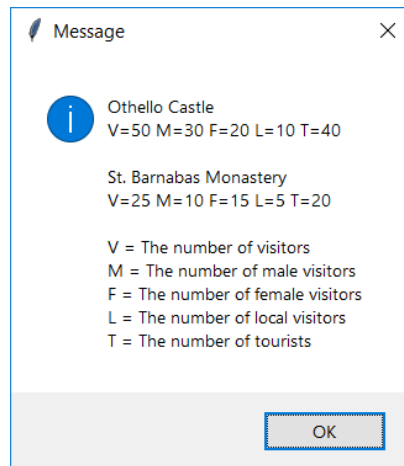 Message
Othello Castle
V=50 M=30 F=20 L=10 T=40
St. Barnabas Monastery
V=25 M=10 F=15 L=5 T=20
V = The number of visitors
M = The number of male visitors
F = The number of female visitors
L = The number of local visitors
T = The number of tourists
OK